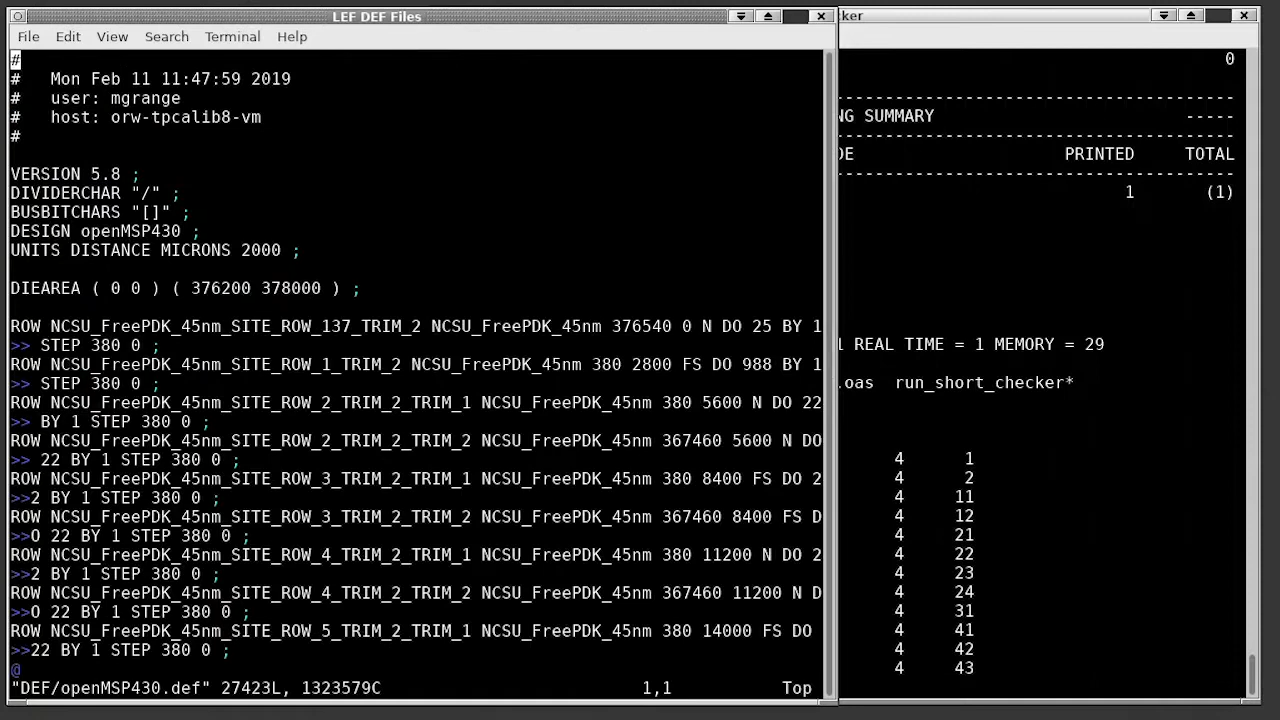 LEF DEF Files
File Edit View Search Terminal Help
#
#   Mon Feb 11 11:47:59 2019
#   user: mgrange
#   host: orw-tpcalib8-vm
#
VERSION 5.8 ;
DIVIDERCHAR "/" ;
BUSBITCHARS "[]" ;
DESIGN openMSP430 ;
UNITS DISTANCE MICRONS 2000 ;
DIEAREA ( 0 0 ) ( 376200 378000 ) ;
ROW NCSU_FreePDK_45nm_SITE_ROW_137_TRIM_2 NCSU_FreePDK_45nm 376540 0 N DO 25 BY 1
>> STEP 380 0 ;
ROW NCSU_FreePDK_45nm_SITE_ROW_1_TRIM_2 NCSU_FreePDK_45nm 380 2800 FS DO 988 BY 1
>> STEP 380 0 ;
ROW NCSU_FreePDK_45nm_SITE_ROW_2_TRIM_2_TRIM_1 NCSU_FreePDK_45nm 380 5600 N DO 22
>> BY 1 STEP 380 0 ;
ROW NCSU_FreePDK_45nm_SITE_ROW_2_TRIM_2_TRIM_2 NCSU_FreePDK_45nm 367460 5600 N DO
>> 22 BY 1 STEP 380 0 ;
ROW NCSU_FreePDK_45nm_SITE_ROW_3_TRIM_2_TRIM_1 NCSU_FreePDK_45nm 380 8400 FS DO 2
>>2 BY 1 STEP 380 0 ;
ROW NCSU_FreePDK_45nm_SITE_ROW_3_TRIM_2_TRIM_2 NCSU_FreePDK_45nm 367460 8400 FS D
>>O 22 BY 1 STEP 380 0 ;
ROW NCSU_FreePDK_45nm_SITE_ROW_4_TRIM_2_TRIM_1 NCSU_FreePDK_45nm 380 11200 N DO 2
>>2 BY 1 STEP 380 0 ;
ROW NCSU_FreePDK_45nm_SITE_ROW_4_TRIM_2_TRIM_2 NCSU_FreePDK_45nm 367460 11200 N D
>>O 22 BY 1 STEP 380 0 ;
ROW NCSU_FreePDK_45nm_SITE_ROW_5_TRIM_2_TRIM_1 NCSU_FreePDK_45nm 380 14000 FS DO
>>22 BY 1 STEP 380 0 ;
@
"DEF/openMSP430.def" 27423L, 1323579C 1,1 Top
cker
0
----------------------------------------
NG SUMMARY -----
----------------------------------------
DE PRINTED TOTAL
----------------------------------------
1 (1)
REAL TIME = 1 MEMORY = 29
.oas run_short_checker*
4 1
4 2
4 11
4 12
4 21
4 22
4 23
4 24
4 31
4 41
4 42
4 43